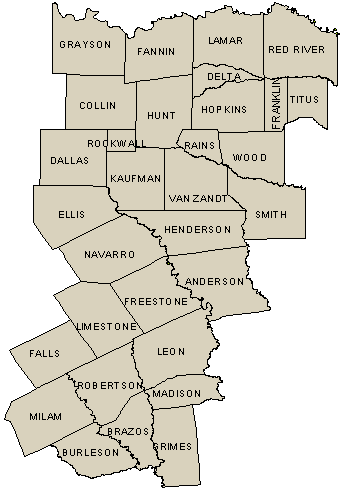 GRAYSON
FANNIN
LAMAR
RED RIVER
DELTA
COLLIN
HUNT
HOPKINS
FRANKLIN
TITUS
ROCKWALL
RAINS
DALLAS
KAUFMAN
WOOD
VAN ZANDT
ELLIS
SMITH
HENDERSON
NAVARRO
ANDERSON
FREESTONE
LIMESTONE
FALLS
LEON
ROBERTSON
MADISON
MILAM
BRAZOS
BURLESON
GRIMES